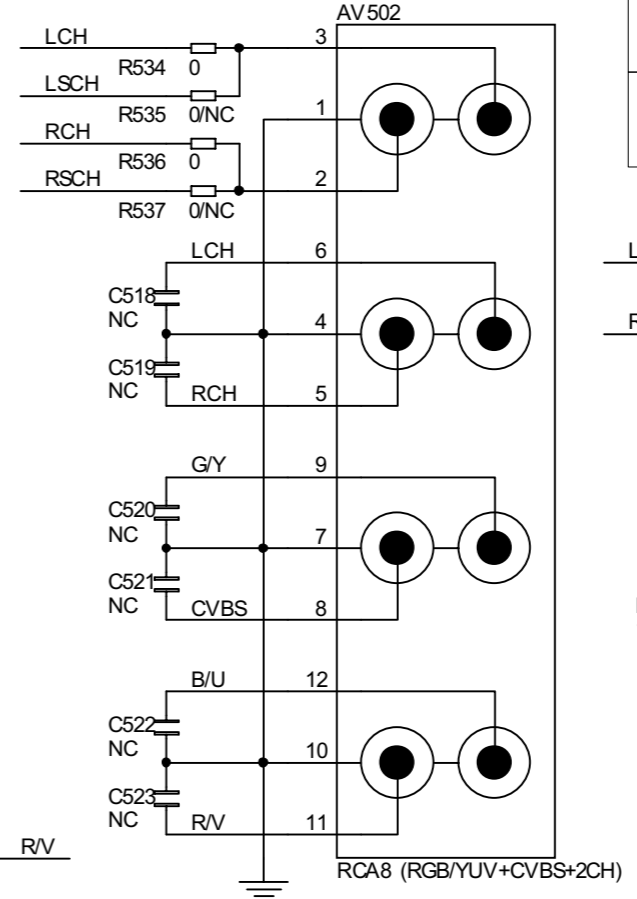 AV502
LCH 3
R534 0
LSCH
R535 0/NC
1
RCH
R536 0
RSCH 2
R537 0/NC
LCH 6
C518
NC
4
C519
NC
RCH 5
G/Y 9
C520
NC
7
C521
NC
CVBS 8
B/U 12
C522
NC
10
C523
NC
R/V 11
R/V
RCA8 (RGB/YUV+CVBS+2CH)